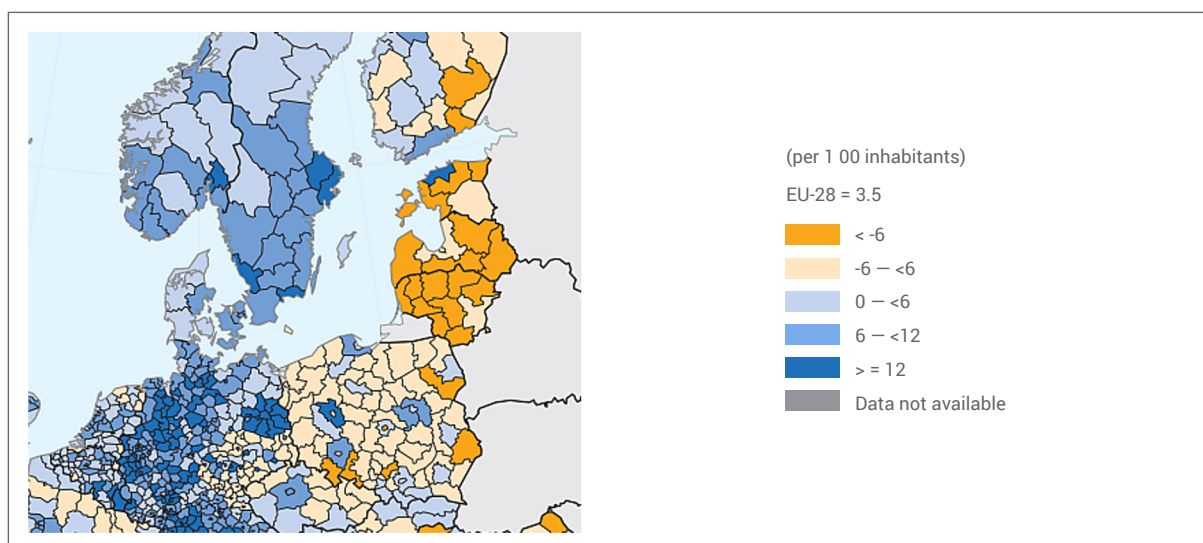 (per 1 00 inhabitants)
EU-28 = 3.5
< -6
-6 — <6
0 — <6
6 — <12
> = 12
Data not available